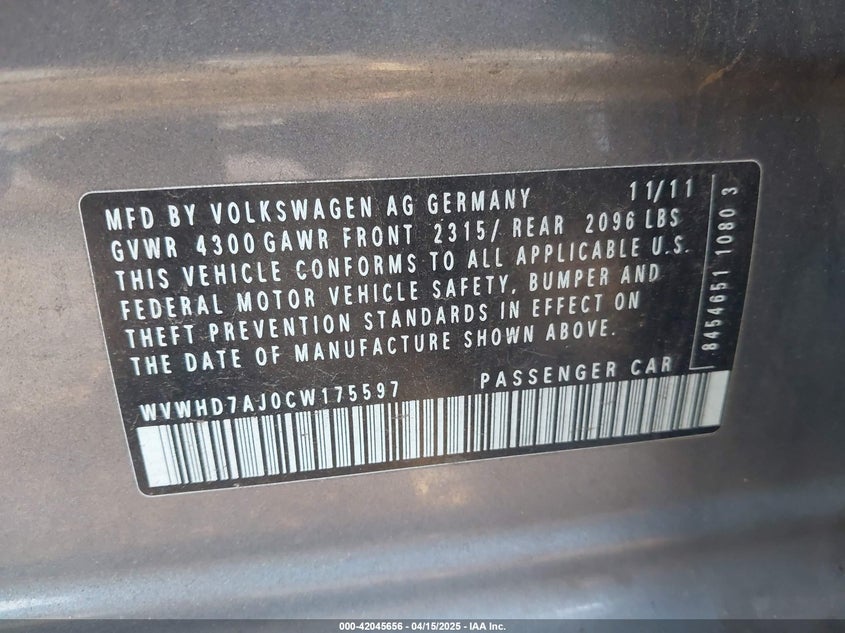 MFD BY VOLKSWAGEN AG GERMANY 11/11
GVWR 4300 GAWR FRONT 2315/ REAR 2096 LBS
THIS VEHICLE CONFORMS TO ALL APPLICABLE U.S.
FEDERAL MOTOR VEHICLE SAFETY, BUMPER AND
THEFT PREVENTION STANDARDS IN EFFECT ON
THE DATE OF MANUFACTURE SHOWN ABOVE.
WVWHD7AJ0CW175597 PASSENGER CAR
8454651 1080 3
000-42045656 - 04/15/2025 - IAA Inc.